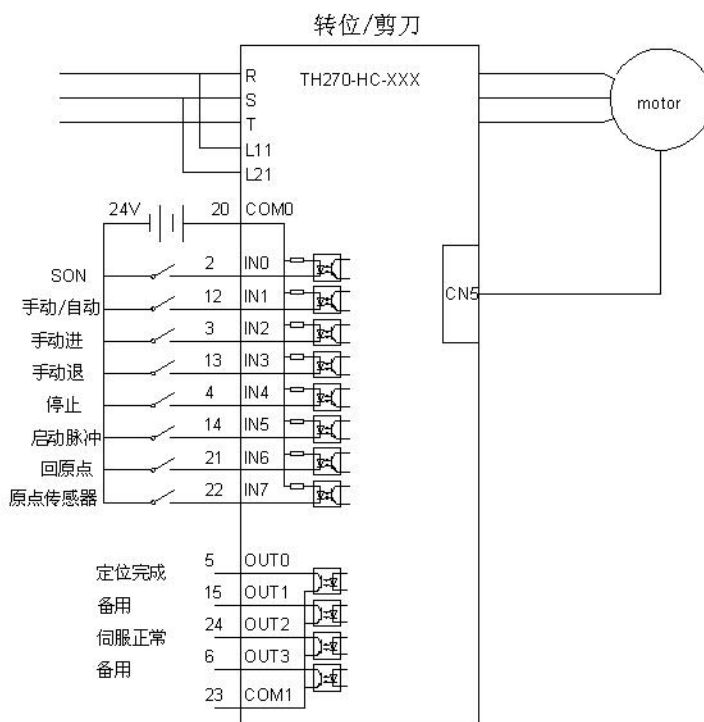 转位/剪刀
TH270-HC-XXX
R
S
T
L11
L21
motor
24V 20 COM0
SON 2 IN0
手动/自动 12 IN1
手动进 3 IN2
手动退 13 IN3
停止 4 IN4
启动脉冲 14 IN5
回原点 21 IN6
原点传感器 22 IN7
CN5
定位完成 5 OUT0
备用 15 OUT1
伺服正常 24 OUT2
备用 6 OUT3
23 COM1